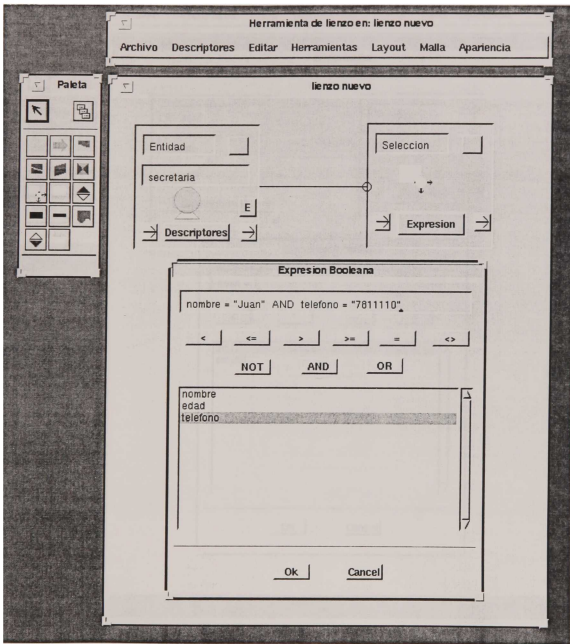 Herramienta de lienzo en: lienzo nuevo
Archivo Descriptores Editar Herramientas Layout Malla Apariencia
Paleta
lienzo nuevo
Entidad
secretaria
E
Descriptores
Seleccion
Expresion
Expresion Booleana
nombre = "Juan" AND telefono = "7811110"
< <= > >= = <>
NOT AND OR
nombre
edad
telefono
Ok Cancel